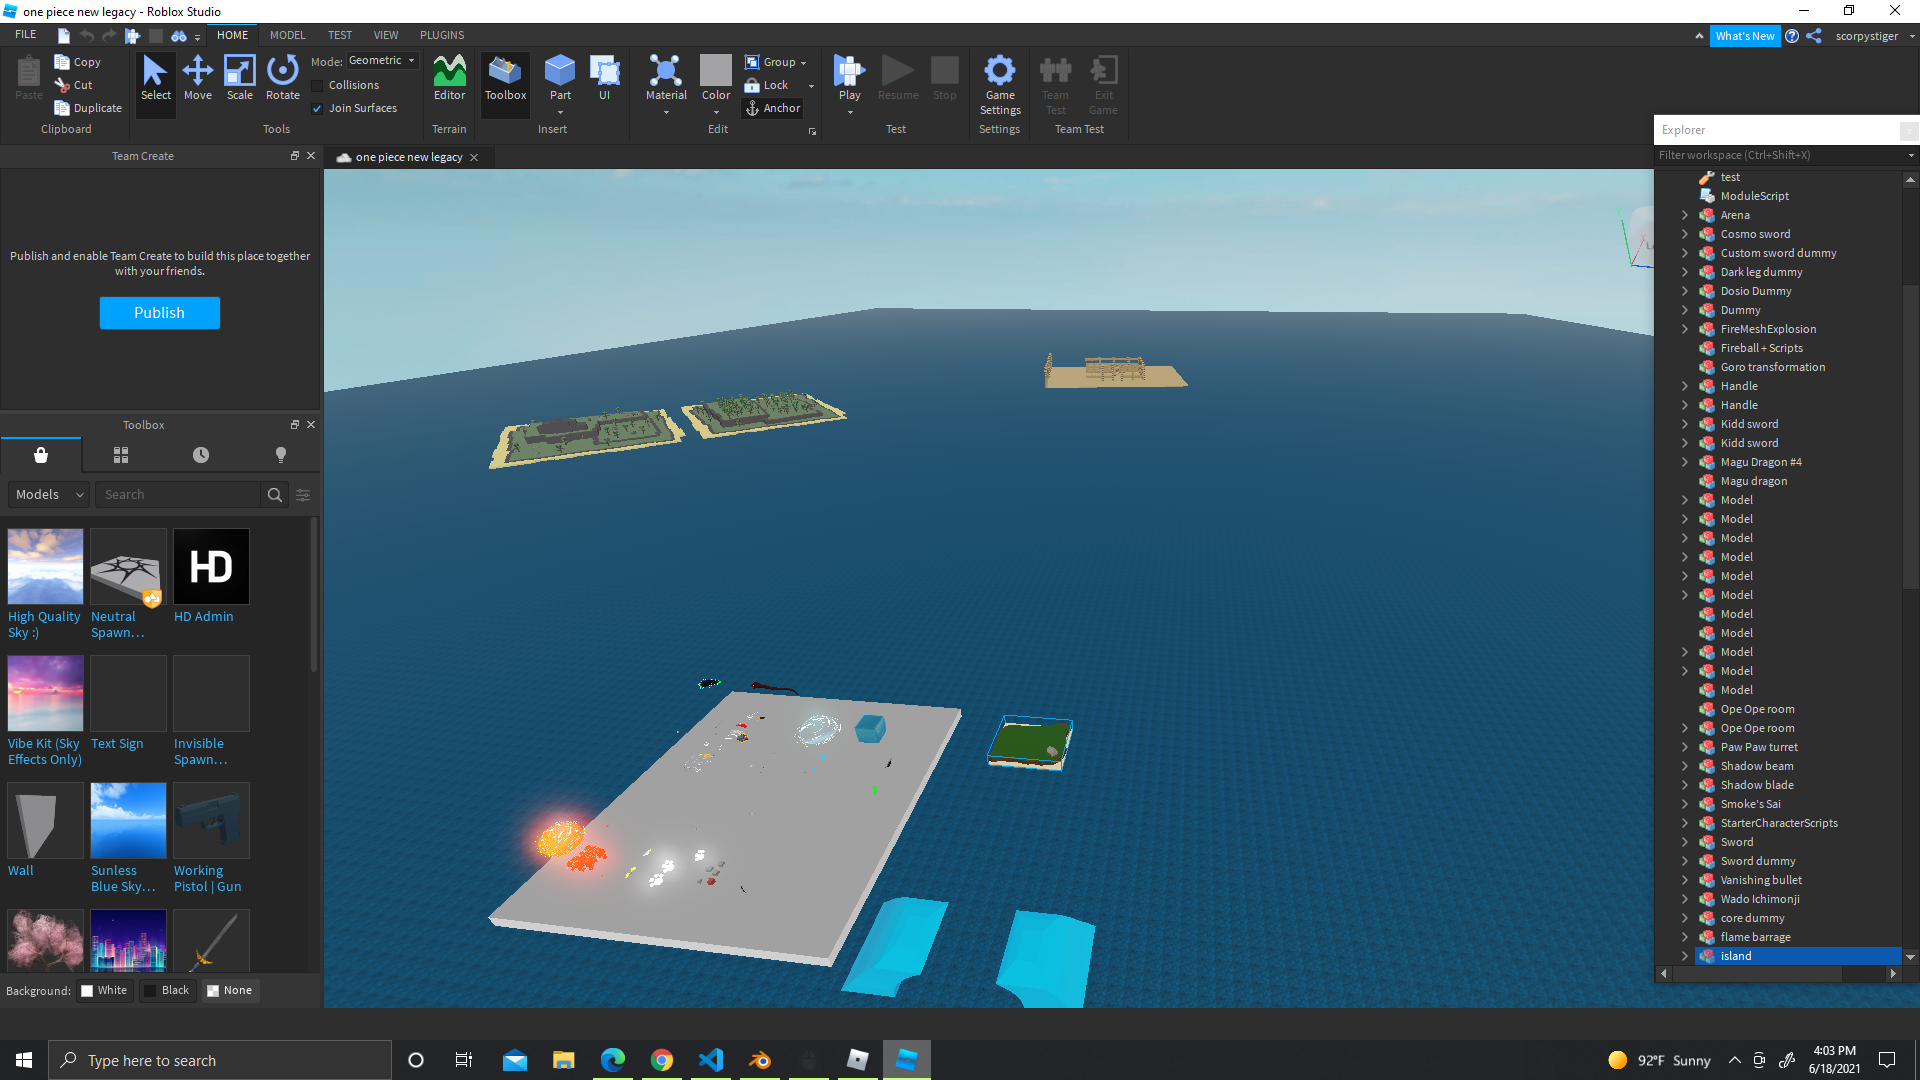 one piece new legacy - Roblox Studio
FILE
HOME
MODEL
TEST
VIEW
PLUGINS
What's New
scorpystiger
Paste
Copy
Cut
Duplicate
Clipboard
Select
Move
Scale
Rotate
Mode: Geometric
Collisions
Join Surfaces
Tools
Editor
Terrain
Toolbox
Part
UI
Insert
Material
Color
Group
Lock
Anchor
Edit
Play
Resume
Stop
Test
Game
Settings
Settings
Team
Test
Exit
Game
Team Test
Team Create
Publish and enable Team Create to build this place together
with your friends.
Publish
one piece new legacy
Toolbox
Models
Search
High Quality
Sky :)
Neutral
Spawn...
HD
HD Admin
Vibe Kit (Sky
Effects Only)
Text Sign
Invisible
Spawn...
Wall
Sunless
Blue Sky...
Working
Pistol | Gun
Background:
White
Black
None
Explorer
Filter workspace (Ctrl+Shift+X)
test
ModuleScript
Arena
Cosmo sword
Custom sword dummy
Dark leg dummy
Dosio Dummy
Dummy
FireMeshExplosion
Fireball + Scripts
Goro transformation
Handle
Handle
Kidd sword
Kidd sword
Magu Dragon #4
Magu dragon
Model
Model
Model
Model
Model
Model
Model
Model
Model
Model
Model
Ope Ope room
Ope Ope room
Paw Paw turret
Shadow beam
Shadow blade
Smoke's Sai
StarterCharacterScripts
Sword
Sword dummy
Vanishing bullet
Wado Ichimonji
core dummy
flame barrage
island
Type here to search
92°F Sunny
4:03 PM
6/18/2021